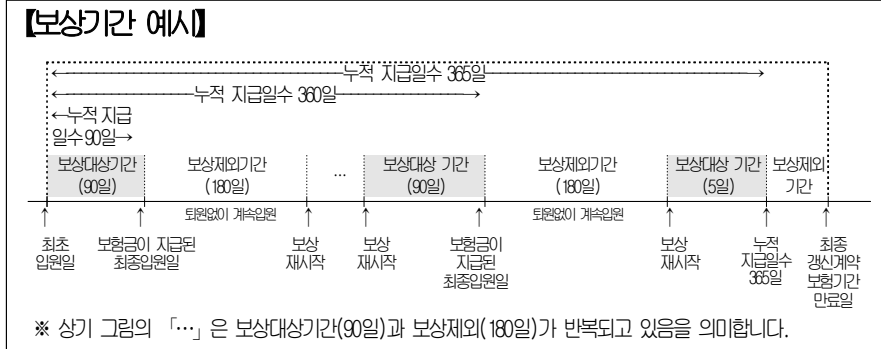 【보상기간 예시】
←누적 지급일수 365일→
←누적 지급일수 360일→
←누적 지급
일수90일→
보상대상기간
(90일)
보상제외기간
(180일)
...
보상대상 기간
(90일)
보상제외기간
(180일)
보상대상 기간
(5일)
보상제외
기간
퇴원없이 계속입원
퇴원없이 계속입원
↑ ↑ ↑ ↑ ↑ ↑ ↑ ↑
최초
입원일
보험금이 지급된
최종입원일
보상
재시작
보상
재시작
보험금이
지급된
최종입원일
보상
재시작
누적
지급일수
365일
최종
갱신계약
보험기간
만료일
※ 상기 그림의 「…」은 보상대상기간(90일)과 보상제외(180일)가 반복되고 있음을 의미합니다.